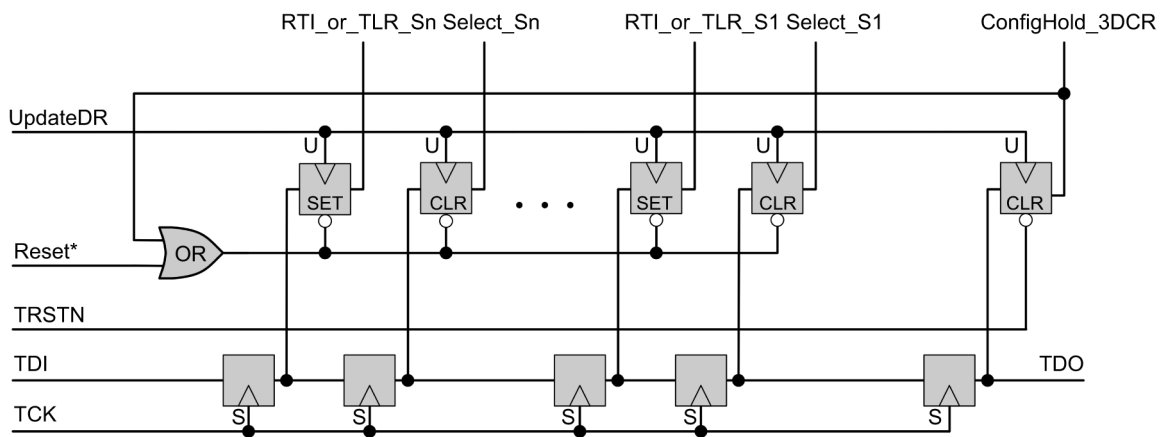 RTI_or_TLR_Sn Select_Sn RTI_or_TLR_S1 Select_S1 ConfigHold_3DCR
UpdateDR
U U U U U
SET CLR . . . SET CLR CLR
Reset* OR
TRSTN
TDI TDO
TCK S S S S S